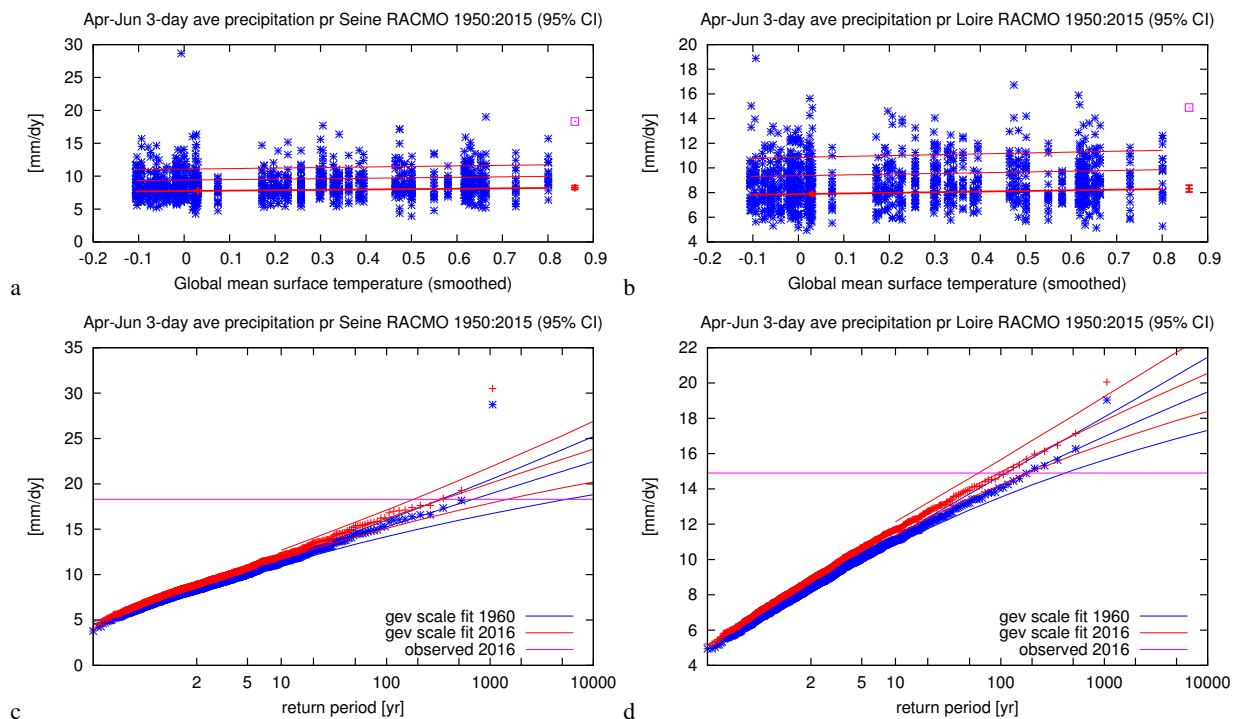 Apr-Jun 3-day ave precipitation pr Seine RACMO 1950:2015 (95% CI)
[mm/dy]
30
25
20
15
10
5
0
-0.2 -0.1 0 0.1 0.2 0.3 0.4 0.5 0.6 0.7 0.8 0.9
Global mean surface temperature (smoothed)
a
Apr-Jun 3-day ave precipitation pr Loire RACMO 1950:2015 (95% CI)
[mm/dy]
20
18
16
14
12
10
8
6
4
-0.2 -0.1 0 0.1 0.2 0.3 0.4 0.5 0.6 0.7 0.8 0.9
Global mean surface temperature (smoothed)
b
Apr-Jun 3-day ave precipitation pr Seine RACMO 1950:2015 (95% CI)
[mm/dy]
35
30
25
20
15
10
5
0
gev scale fit 1960
gev scale fit 2016
observed 2016
2 5 10 100 1000 10000
return period [yr]
c
Apr-Jun 3-day ave precipitation pr Loire RACMO 1950:2015 (95% CI)
[mm/dy]
22
20
18
16
14
12
10
8
6
4
gev scale fit 1960
gev scale fit 2016
observed 2016
2 5 10 100 1000 10000
return period [yr]
d